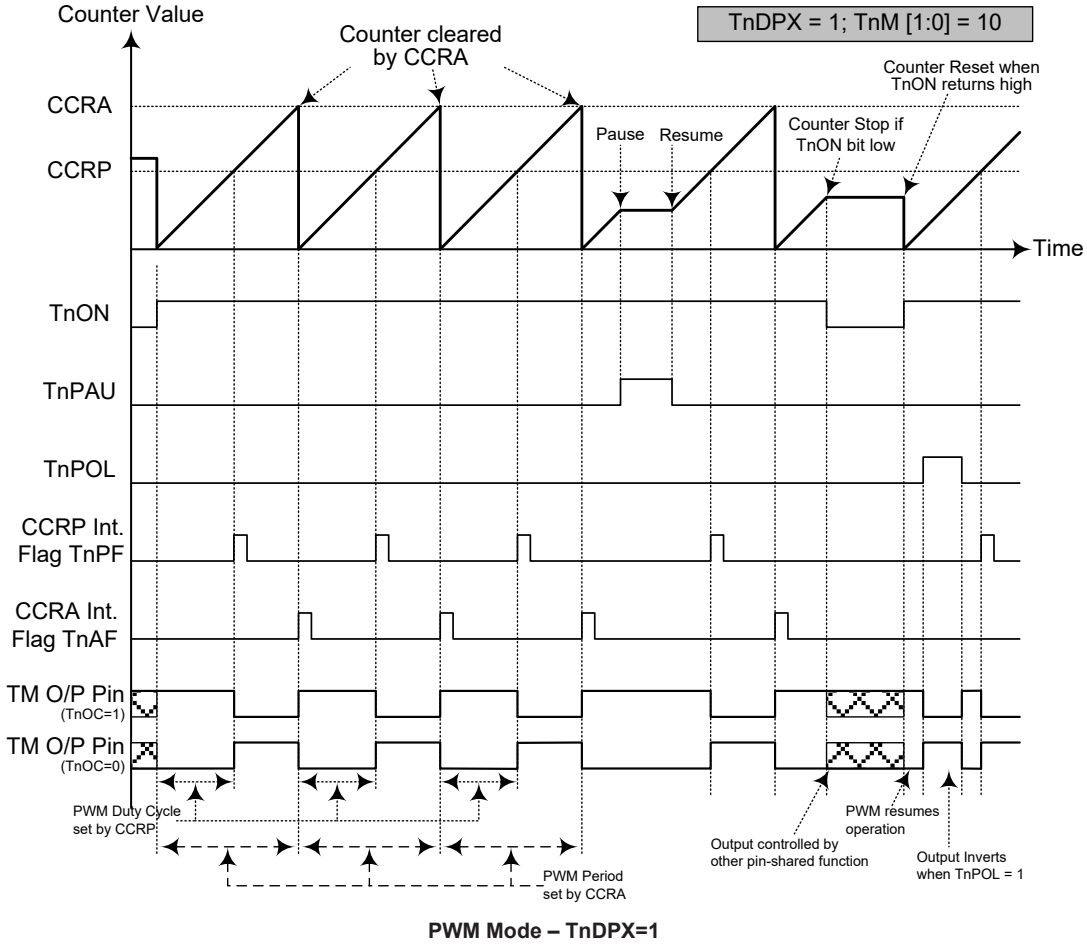 Counter Value
TnDPX = 1; TnM [1:0] = 10
Counter cleared
by CCRA
Counter Reset when
TnON returns high
CCRA
Pause
Resume
Counter Stop if
TnON bit low
CCRP
Time
TnON
TnPAU
TnPOL
CCRP Int.
Flag TnPF
CCRA Int.
Flag TnAF
TM O/P Pin
(TnOC=1)
TM O/P Pin
(TnOC=0)
PWM Duty Cycle
set by CCRP
PWM resumes
operation
Output controlled by
other pin-shared function
Output Inverts
when TnPOL = 1
PWM Period
set by CCRA
PWM Mode – TnDPX=1